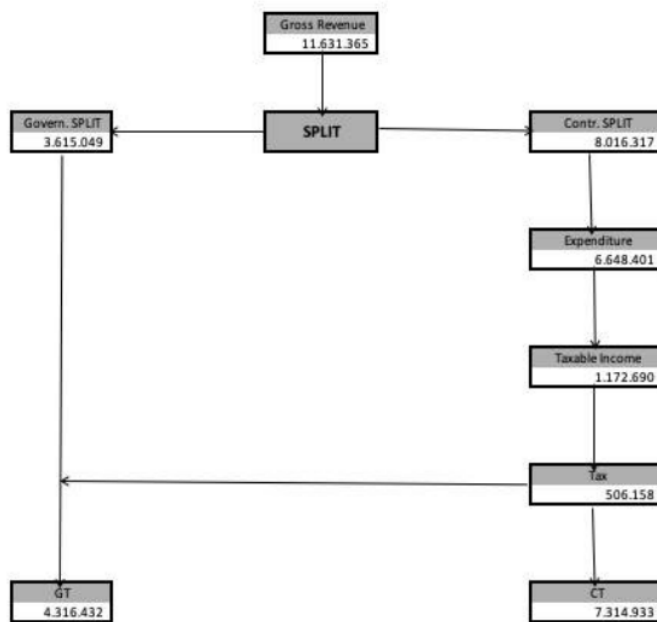 Gross Revenue
11.631.365
Govern. SPLIT
3.615.049
SPLIT
Contr. SPLIT
8.016.317
Expenditure
6.648.401
Taxable Income
1.172.690
Tax
506.158
GT
4.316.432
CT
7.314.933